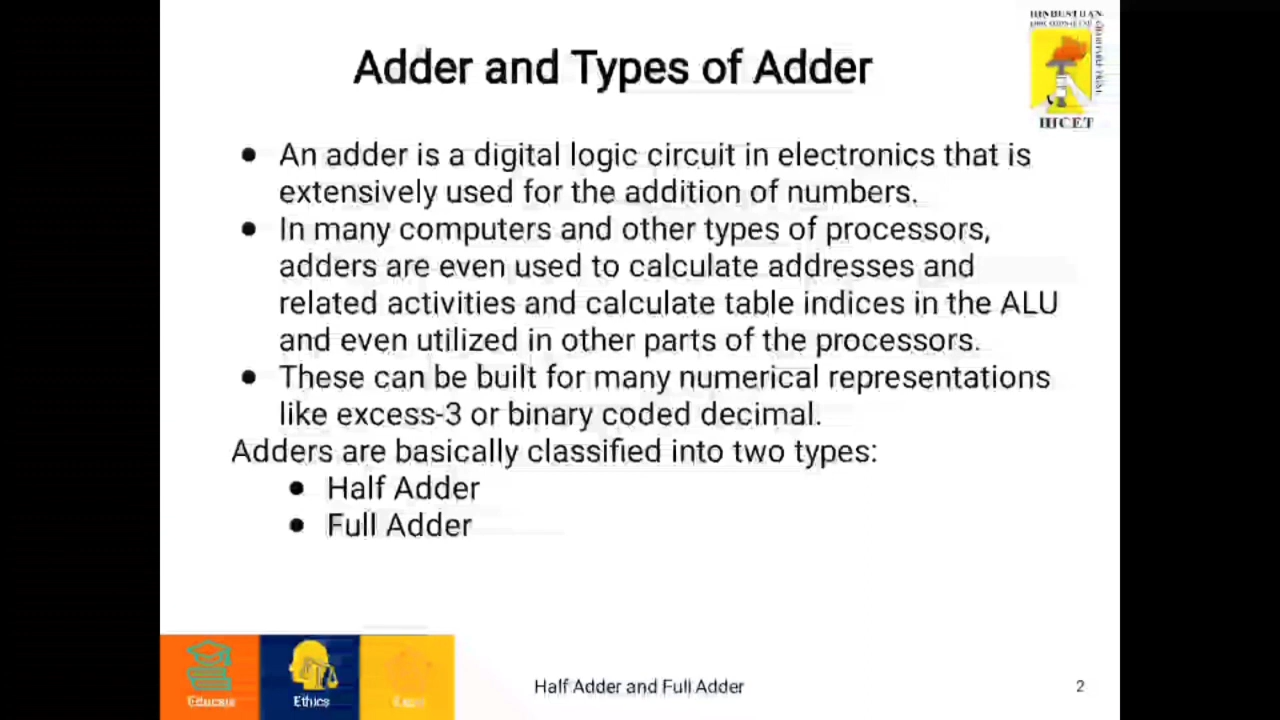 HINDUSTHAN
Adder and Types of Adder
HICET
● An adder is a digital logic circuit in electronics that is
extensively used for the addition of numbers.
● In many computers and other types of processors,
adders are even used to calculate addresses and
related activities and calculate table indices in the ALU
and even utilized in other parts of the processors.
● These can be built for many numerical representations
like excess-3 or binary coded decimal.
Adders are basically classified into two types:
● Half Adder
● Full Adder
Educate
Ethics
Half Adder and Full Adder
2